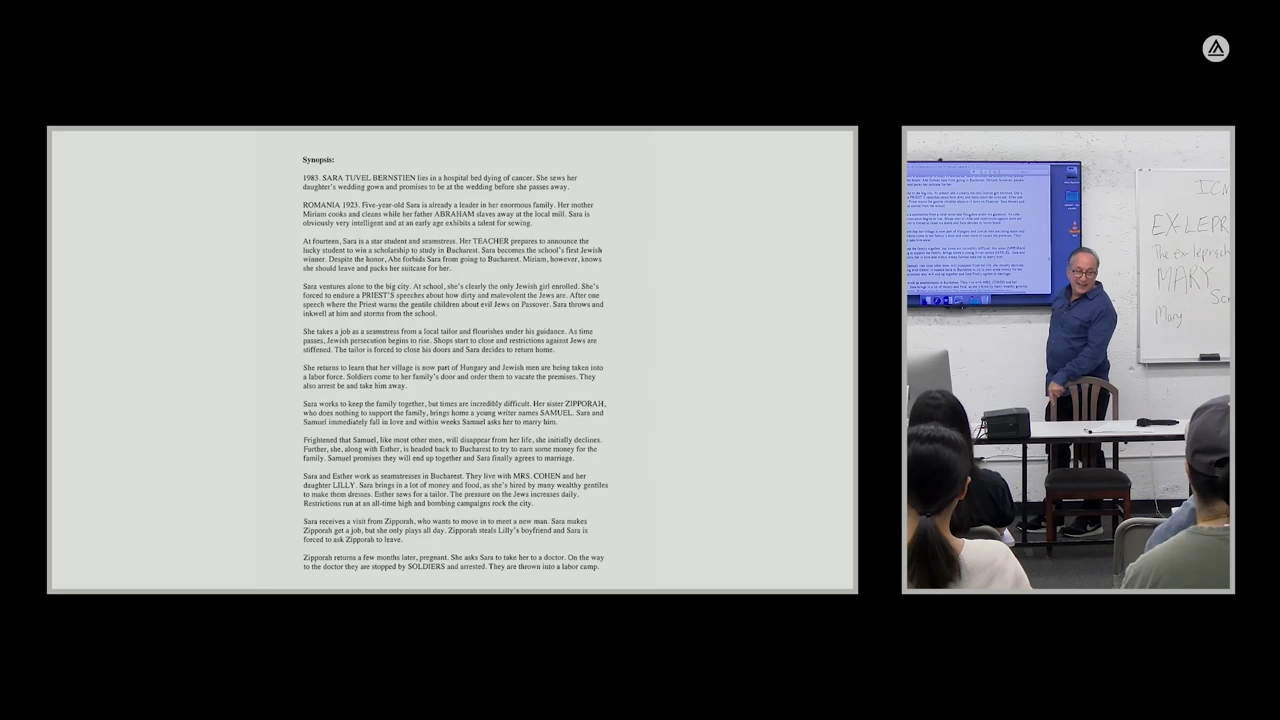 Synopsis:
1983. SARA TUVEL BERNSTIEN lies in a hospital bed dying of cancer. She sews her
daughter's wedding gown and promises to be at the wedding before she passes away.
ROMANIA 1923. Five-year-old Sara is already a leader in her enormous family. Her mother
Miriam cooks and cleans while her father ABRAHAM slaves away at the local mill. Sara is
obviously very intelligent and at an early age exhibits a talent for sewing.
At fourteen, Sara is a star student and seamstress. Her TEACHER prepares to announce the
lucky student to win a scholarship to study in Bucharest. Sara becomes the school's first Jewish
winner. Despite the honor, Abe forbids Sara from going to Bucharest. Miriam, however, knows
she should leave and packs her suitcase for her.
Sara ventures alone to the big city. At school, she's clearly the only Jewish girl enrolled. She's
forced to endure a PRIEST'S speeches about how dirty and malevolent the Jews are. After one
speech where the Priest warns the gentile children about evil Jews on Passover. Sara throws and
inkwell at him and storms from the school.
She takes a job as a seamstress from a local tailor and flourishes under his guidance. As time
passes, Jewish persecution begins to rise. Shops start to close and restrictions against Jews are
stiffened. The tailor is forced to close his doors and Sara decides to return home.
She returns to learn that her village is now part of Hungary and Jewish men are being taken into
a labor force. Soldiers come to her family's door and order them to vacate the premises. They
also arrest be and take him away.
Sara works to keep the family together, but times are incredibly difficult. Her sister ZIPPORAH,
who does nothing to support the family, brings home a young writer names SAMUEL. Sara and
Samuel immediately fall in love and within weeks Samuel asks her to marry him.
Frightened that Samuel, like most other men, will disappear from her life, she initially declines.
Further, she, along with Esther, is headed back to Bucharest to try to earn some money for the
family. Samuel promises they will end up together and Sara finally agrees to marriage.
Sara and Esther work as seamstresses in Bucharest. They live with MRS. COHEN and her
daughter LILLY. Sara brings in a lot of money and food, as she's hired by many wealthy gentiles
to make them dresses. Esther sews for a tailor. The pressure on the Jews increases daily.
Restrictions run at an all-time high and bombing campaigns rock the city.
Sara receives a visit from Zipporah, who wants to move in to meet a new man. Sara makes
Zipporah get a job, but she only plays all day. Zipporah steals Lilly's boyfriend and Sara is
forced to ask Zipporah to leave.
Zipporah returns a few months later, pregnant. She asks Sara to take her to a doctor. On the way
to the doctor they are stopped by SOLDIERS and arrested. They are thrown into a labor camp.
Mary